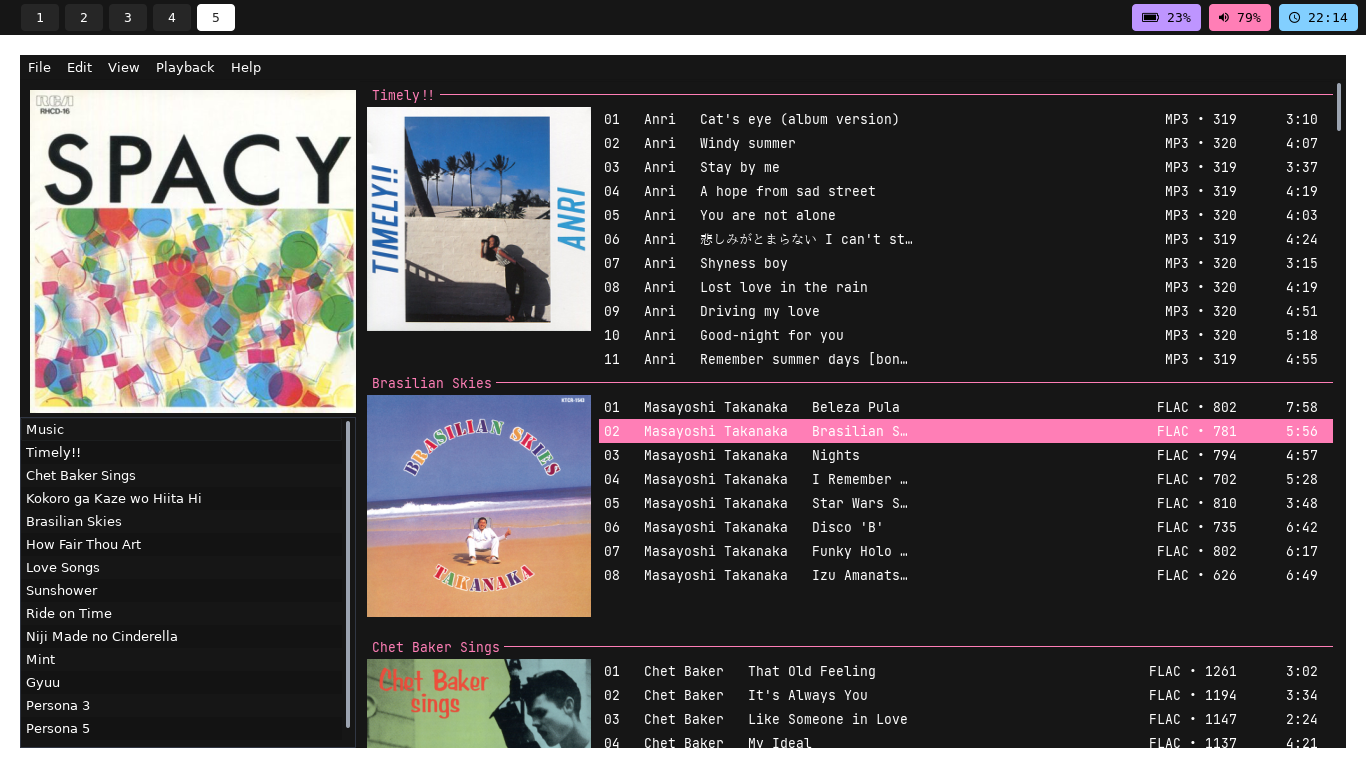 1 2 3 4 5
23% 79% 22:14
File Edit View Playback Help
RCA
RHCD-16
SPACY
Music
Timely!!
Chet Baker Sings
Kokoro ga Kaze wo Hiita Hi
Brasilian Skies
How Fair Thou Art
Love Songs
Sunshower
Ride on Time
Niji Made no Cinderella
Mint
Gyuu
Persona 3
Persona 5
Timely!!
TIMELY!!
ANRI
01 Anri Cat's eye (album version) MP3 • 319 3:10
02 Anri Windy summer MP3 • 320 4:07
03 Anri Stay by me MP3 • 319 3:37
04 Anri A hope from sad street MP3 • 319 4:19
05 Anri You are not alone MP3 • 320 4:03
06 Anri 悲しみがとまらない I can't st… MP3 • 319 4:24
07 Anri Shyness boy MP3 • 320 3:15
08 Anri Lost love in the rain MP3 • 320 4:19
09 Anri Driving my love MP3 • 320 4:51
10 Anri Good-night for you MP3 • 320 5:18
11 Anri Remember summer days [bon… MP3 • 319 4:55
Brasilian Skies
BRASILIAN SKIES
TAKANAKA
01 Masayoshi Takanaka Beleza Pula FLAC • 802 7:58
02 Masayoshi Takanaka Brasilian S… FLAC • 781 5:56
03 Masayoshi Takanaka Nights FLAC • 794 4:57
04 Masayoshi Takanaka I Remember … FLAC • 702 5:28
05 Masayoshi Takanaka Star Wars S… FLAC • 810 3:48
06 Masayoshi Takanaka Disco 'B' FLAC • 735 6:42
07 Masayoshi Takanaka Funky Holo … FLAC • 802 6:17
08 Masayoshi Takanaka Izu Amanats… FLAC • 626 6:49
Chet Baker Sings
Chet Baker
sings
01 Chet Baker That Old Feeling FLAC • 1261 3:02
02 Chet Baker It's Always You FLAC • 1194 3:34
03 Chet Baker Like Someone in Love FLAC • 1147 2:24
04 Chet Baker My Ideal FLAC • 1137 4:21